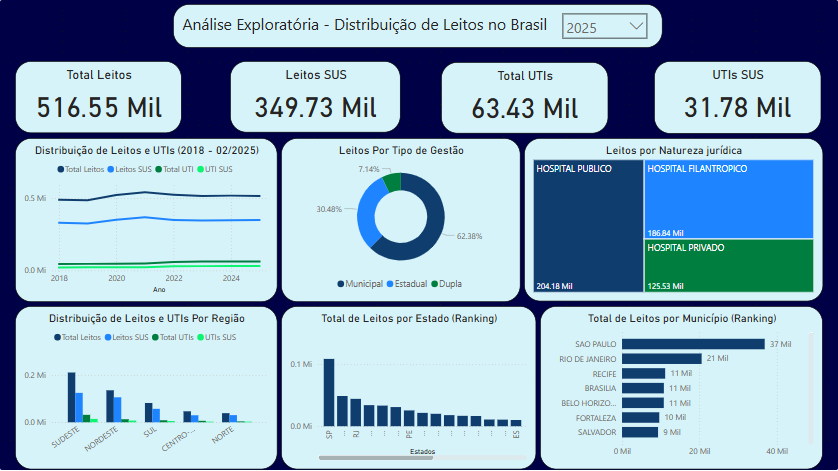 Análise Exploratória - Distribuição de Leitos no Brasil
2025
Total Leitos
516.55 Mil
Leitos SUS
349.73 Mil
Total UTIs
63.43 Mil
UTIs SUS
31.78 Mil
Distribuição de Leitos e UTIs (2018 - 02/2025)
Total Leitos Leitos SUS Total UTI UTI SUS
0.5 Mi
0.0 Mi
2018 2020 2022 2024
Ano
Leitos Por Tipo de Gestão
7.14%
30.48%
62.38%
Municipal Estadual Dupla
Leitos por Natureza jurídica
HOSPITAL PUBLICO
204.18 Mil
HOSPITAL FILANTROPICO
186.84 Mil
HOSPITAL PRIVADO
125.53 Mil
Distribuição de Leitos e UTIs Por Região
Total Leitos Leitos SUS Total UTIs UTIs SUS
0.2 Mi
0.0 Mi
SUDESTE
NORDESTE
SUL
CENTRO-...
NORTE
Total de Leitos por Estado (Ranking)
0.1 Mi
0.0 Mi
SP ... RJ ... ... ... PE ... ... ... ... ... ... ES
Estados
Total de Leitos por Município (Ranking)
SAO PAULO 37 Mil
RIO DE JANEIRO 21 Mil
RECIFE 11 Mil
BRASILIA 11 Mil
BELO HORIZO... 11 Mil
FORTALEZA 10 Mil
SALVADOR 9 Mil
0 Mil 20 Mil 40 Mil